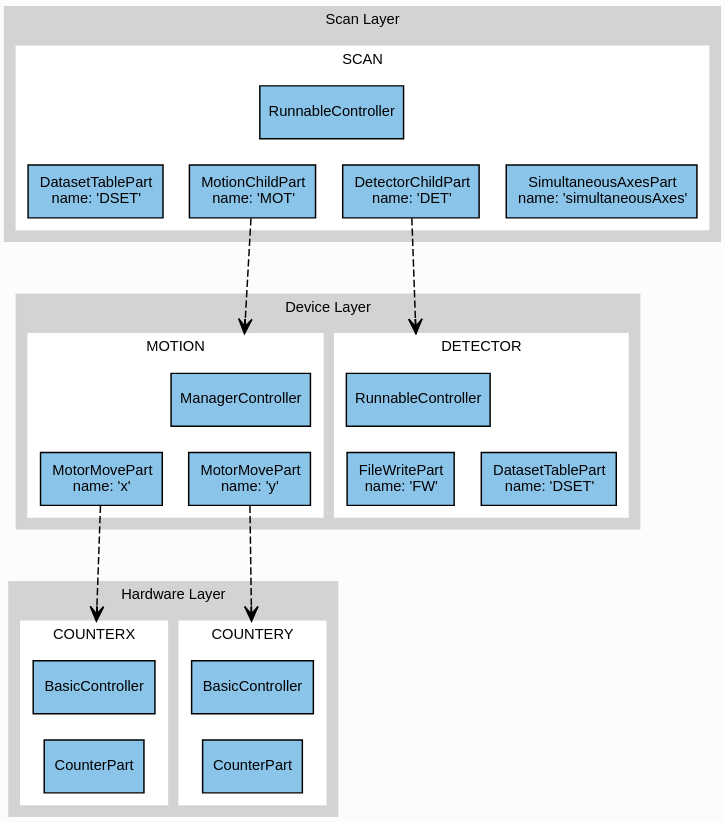 Scan Layer
SCAN
RunnableController
DatasetTablePart
name: 'DSET'
MotionChildPart
name: 'MOT'
DetectorChildPart
name: 'DET'
SimultaneousAxesPart
name: 'simultaneousAxes'
Device Layer
MOTION
ManagerController
MotorMovePart
name: 'x'
MotorMovePart
name: 'y'
DETECTOR
RunnableController
FileWritePart
name: 'FW'
DatasetTablePart
name: 'DSET'
Hardware Layer
COUNTERX
BasicController
CounterPart
COUNTERY
BasicController
CounterPart